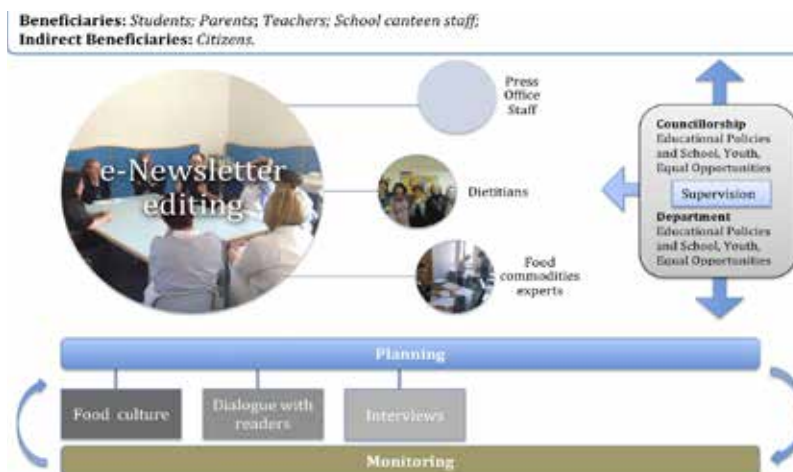 Beneficiaries: Students; Parents; Teachers; School canteen staff;
Indirect Beneficiaries: Citizens.
e-Newsletter
editing
Press
Office
Staff
Dietitians
Food
commodities
experts
Councillorship
Educational Policies
and School, Youth,
Equal Opportunities
Supervision
Department
Educational Policies
and School, Youth,
Equal Opportunities
Planning
Food culture
Dialogue with
readers
Interviews
Monitoring